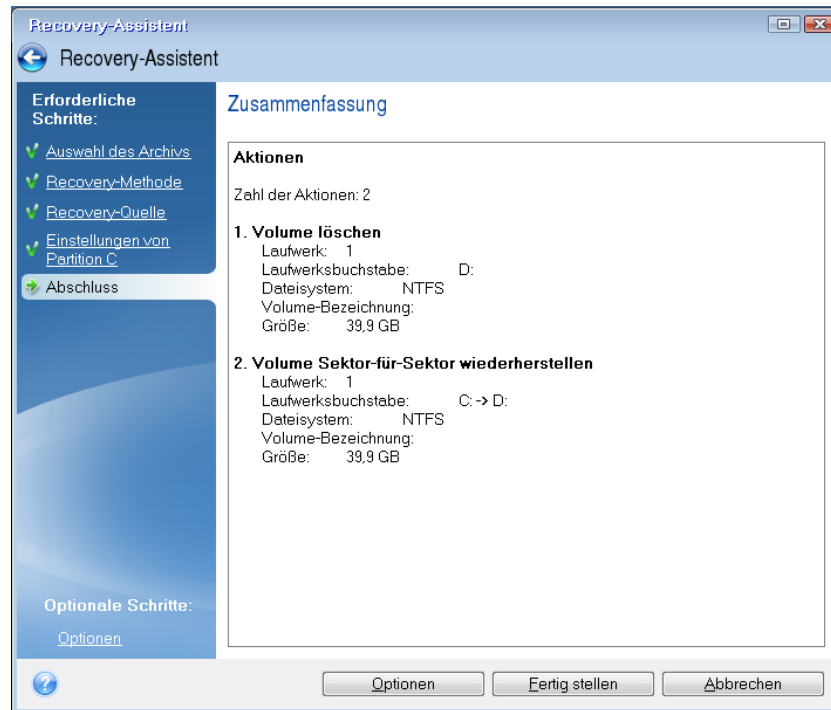 Recovery-Assistent
Recovery-Assistent
Erforderliche
Schritte:
Auswahl des Archivs
Recovery-Methode
Recovery-Quelle
Einstellungen von
Partition C
Abschluss
Optionale Schritte:
Optionen
Zusammenfassung
Aktionen
Zahl der Aktionen: 2
1. Volume löschen
Laufwerk: 1
Laufwerksbuchstabe: D:
Dateisystem: NTFS
Volume-Bezeichnung:
Größe: 39,9 GB
2. Volume Sektor-für-Sektor wiederherstellen
Laufwerk: 1
Laufwerksbuchstabe: C: -> D:
Dateisystem: NTFS
Volume-Bezeichnung:
Größe: 39,9 GB
Optionen Fertig stellen Abbrechen